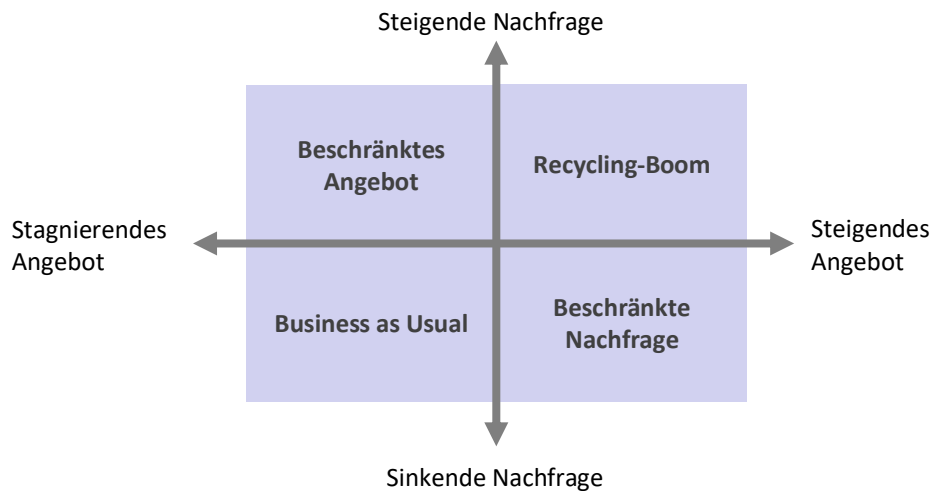 Steigende Nachfrage
Beschränktes
Angebot
Recycling-Boom
Stagnierendes
Angebot
Steigendes
Angebot
Business as Usual
Beschränkte
Nachfrage
Sinkende Nachfrage